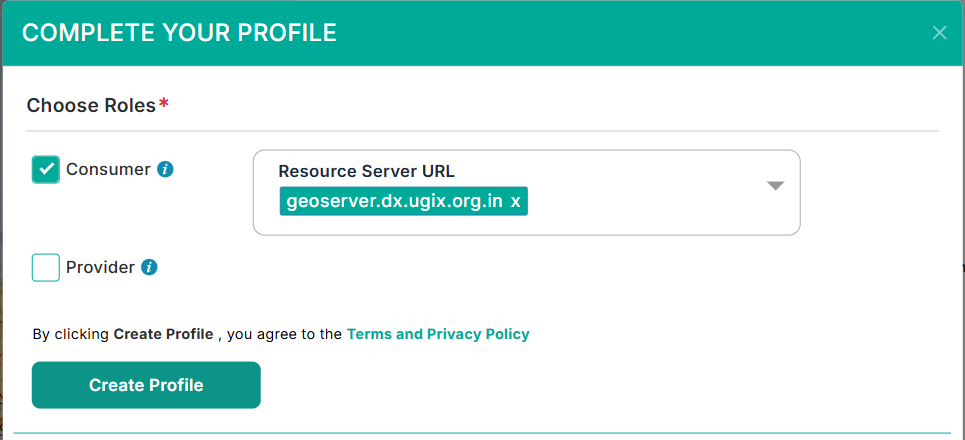 COMPLETE YOUR PROFILE ×
Choose Roles*
Consumer i
Resource Server URL
geoserver.dx.ugix.org.in x
Provider i
By clicking Create Profile , you agree to the Terms and Privacy Policy
Create Profile